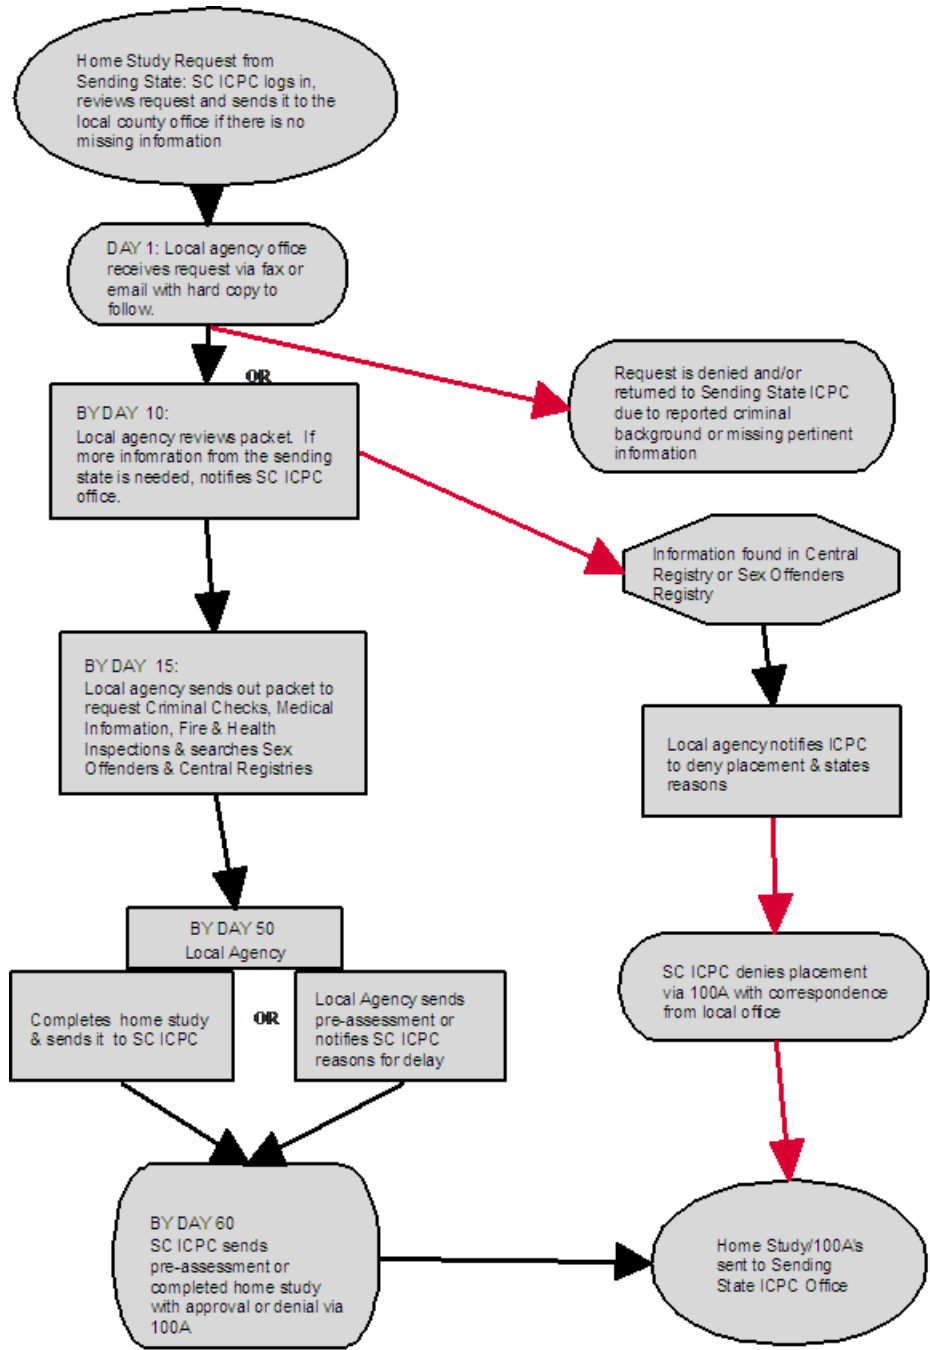 Home Study Request from
Sending State: SC ICPC logs in,
reviews request and sends it to the
local county office if there is no
missing information
DAY 1: Local agency office
receives request via fax or
email with hard copy to
follow.
OR
Request is denied and/or
returned to Sending State ICPC
due to reported criminal
background or missing pertinent
information
BY DAY 10:
Local agency reviews packet. If
more infomration from the sending
state is needed, notifies SC ICPC
office.
Information found in Central
Registry or Sex Offenders
Registry
BY DAY 15:
Local agency sends out packet to
request Criminal Checks, Medical
Information, Fire & Health
Inspections & searches Sex
Offenders & Central Registries
Local agency notifies ICPC
to deny placement & states
reasons
BY DAY 50
Local Agency
Completes home study
& sends it to SC ICPC
OR
Local Agency sends
pre-assessment or
notifies SC ICPC
reasons for delay
SC ICPC denies placement
via 100A with correspondence
from local office
BY DAY 60
SC ICPC sends
pre-assessment or
completed home study
with approval or denial via
100A
Home Study/100A's
sent to Sending
State ICPC Office